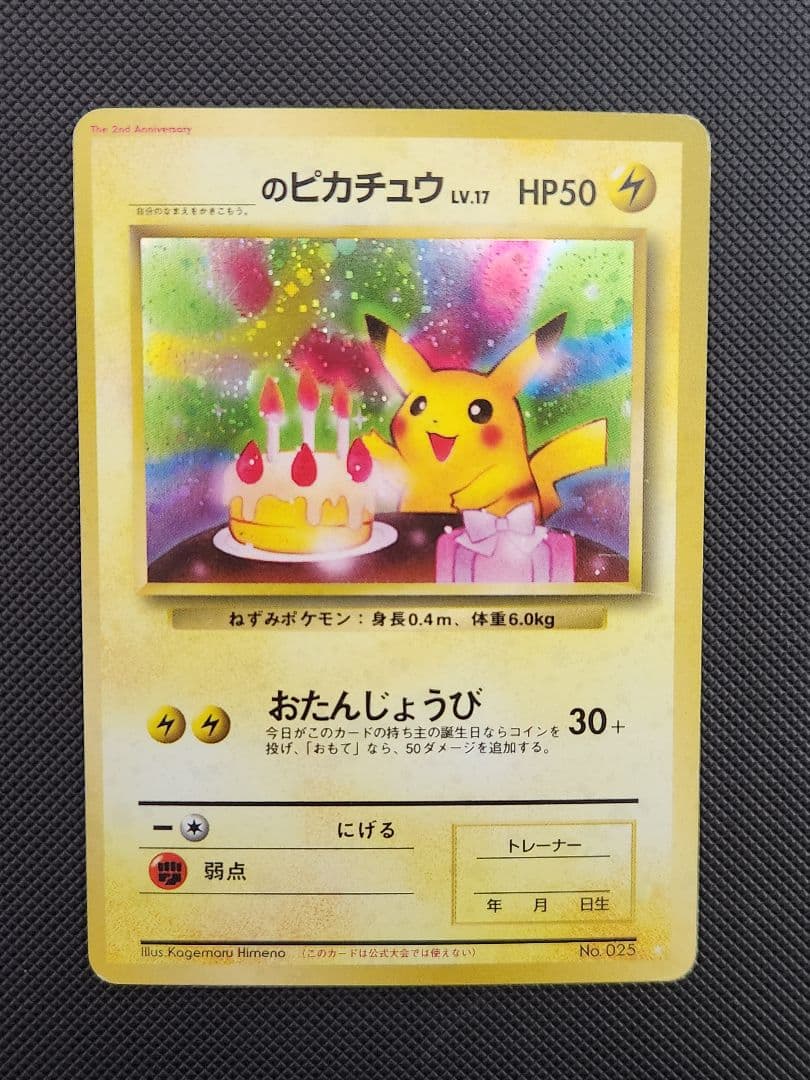 The 2nd Anniversary
のピカチュウ LV.17 HP50
自分のなまえをかきこもう。
ねずみポケモン：身長0.4m、体重6.0kg
おたんじょうび 30+
今日がこのカードの持ち主の誕生日ならコインを
投げ、「おもて」なら、50ダメージを追加する。
にげる
弱点
トレーナー
年 月 日生
Illus.Kagemaru Himeno （このカードは公式大会では使えない） No. 025